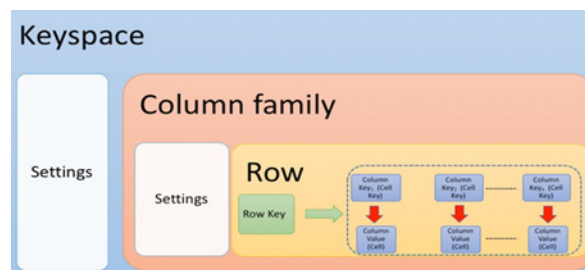 Keyspace
Column family
Settings
Settings
Row
Row Key
Column
Key₁ (Cell
Key)
Column
Key₂ (Cell
Key)
Column
Keyₙ (Cell
Key)
Column
Value
(Cell)
Column
Value
(Cell)
Column
Value
(Cell)